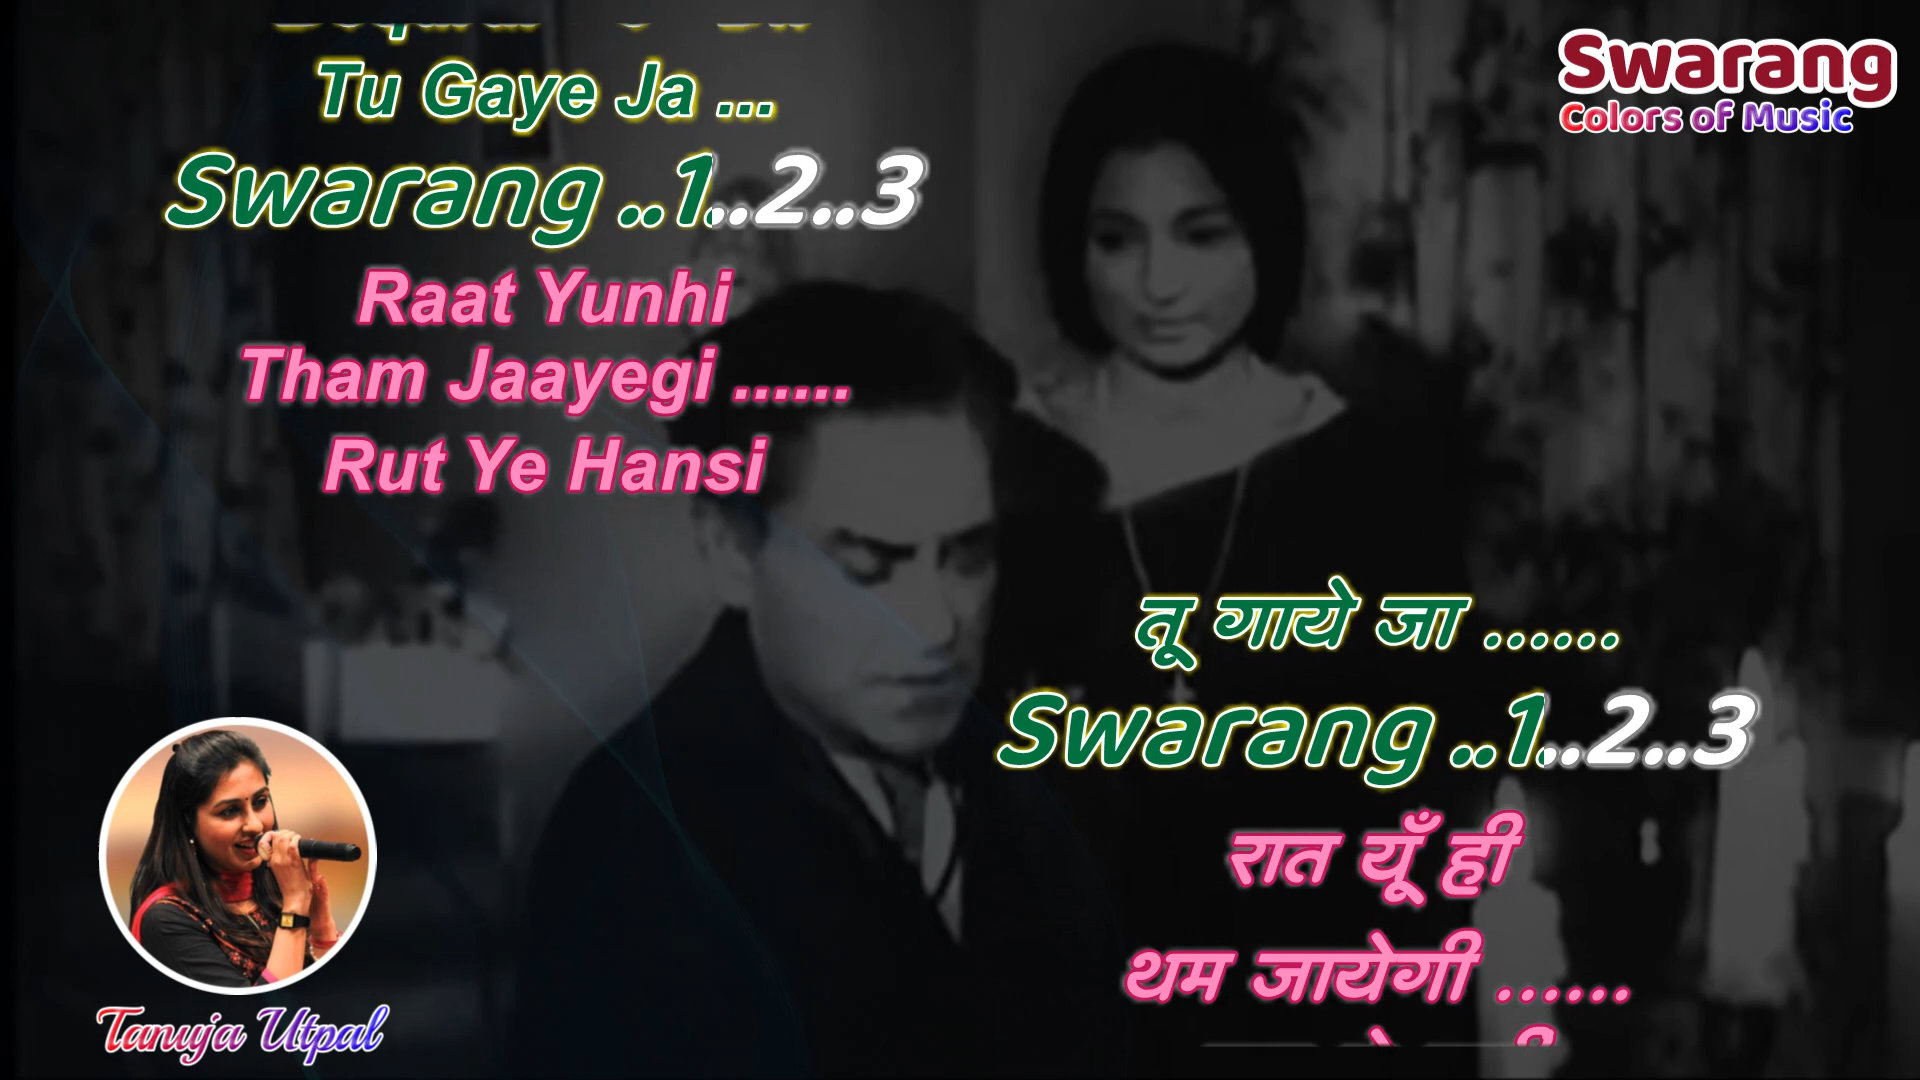 Tu Gaye Ja ...
Swarang ..1...2..3
Raat Yunhi
Tham Jaayegi ......
Rut Ye Hansi
Swarang
Colors of Music
तू गाये जा ......
Swarang ..1...2..3
रात यूँ ही
थम जायेगी ......
Tanuja Utpal